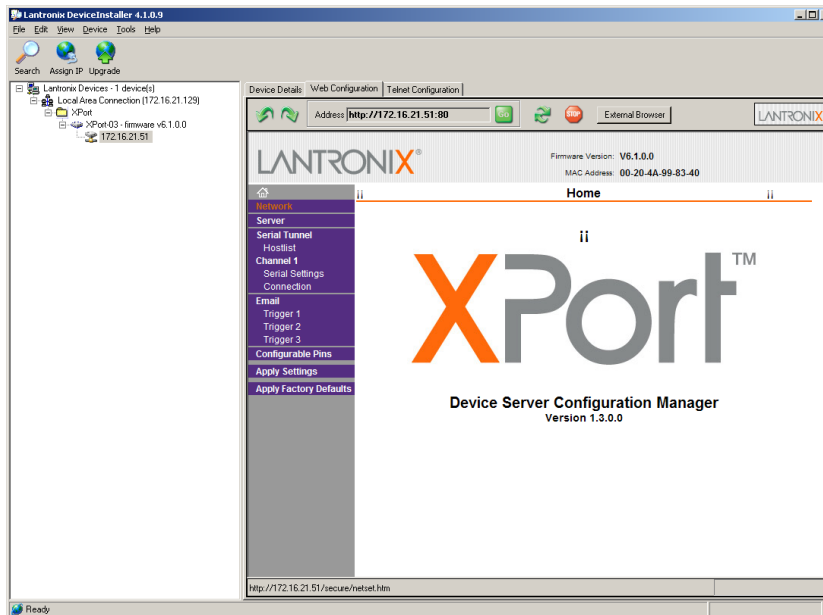 Lantronix DeviceInstaller 4.1.0.9
File Edit View Device Tools Help
Search Assign IP Upgrade
Lantronix Devices - 1 device(s)
Local Area Connection (172.16.21.129)
XPort
XPort-03 - firmware v6.1.0.0
172.16.21.51
Device Details Web Configuration Telnet Configuration
Address http://172.16.21.51:80 Go STOP External Browser LANTRONIX
LANTRONIX®
Firmware Version: V6.1.0.0
MAC Address: 00-20-4A-99-83-40
¡¡ Home ¡¡
Network
Server
Serial Tunnel
Hostlist
Channel 1
Serial Settings
Connection
Email
Trigger 1
Trigger 2
Trigger 3
Configurable Pins
Apply Settings
Apply Factory Defaults
¡¡
XPort™
Device Server Configuration Manager
Version 1.3.0.0
http://172.16.21.51/secure/netset.htm
Ready